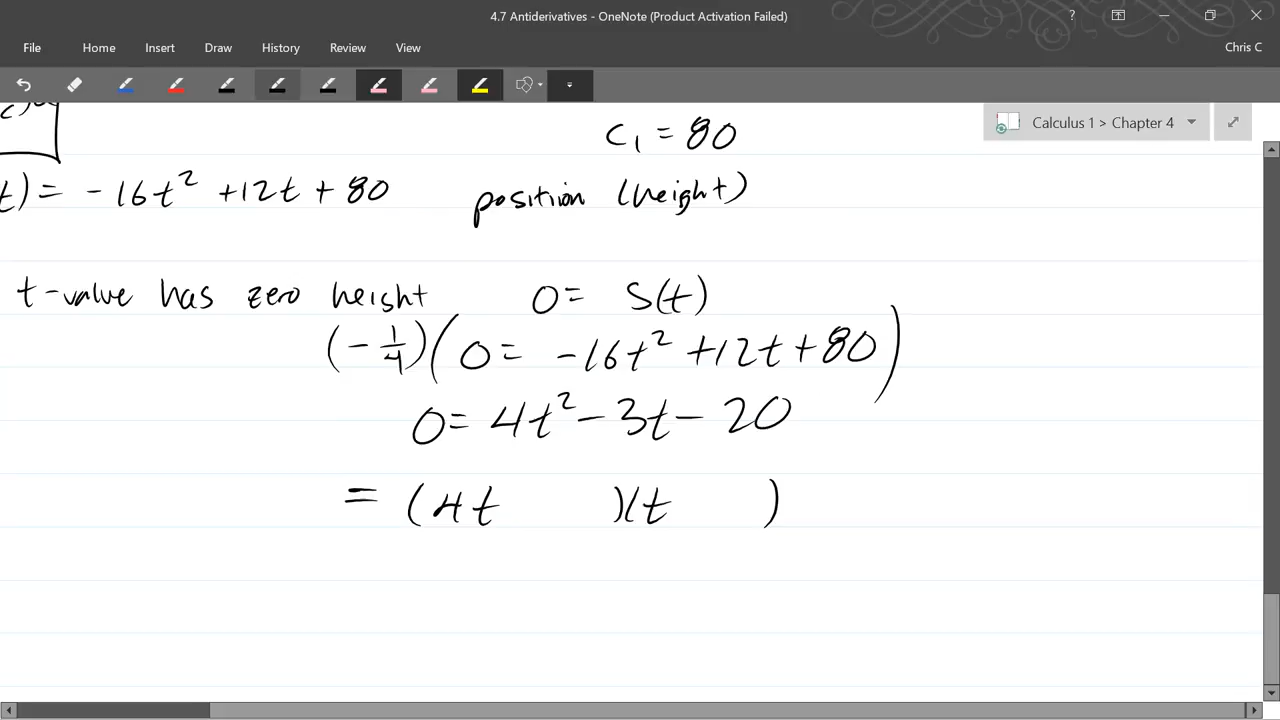 4.7 Antiderivatives - OneNote (Product Activation Failed)
File Home Insert Draw History Review View Chris C
Calculus 1 > Chapter 4
c₁ = 80
t) = -16t² +12t + 80 position (height)
t-value has zero height 0 = S(t)
(-1/4)(0 = -16t² +12t +80)
0 = 4t² - 3t - 20
= (4t )(t )